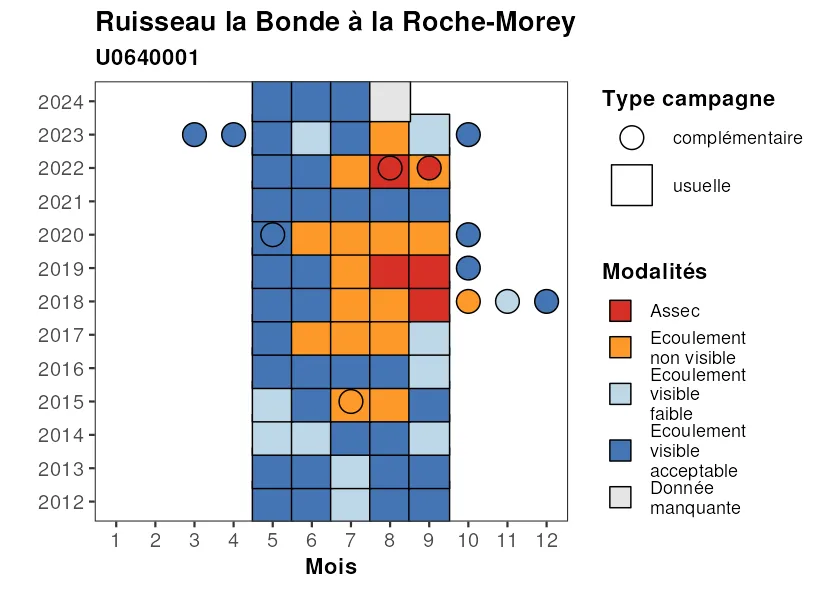 Ruisseau la Bonde à la Roche-Morey
U0640001
2024
2023
2022
2021
2020
2019
2018
2017
2016
2015
2014
2013
2012
1 2 3 4 5 6 7 8 9 10 11 12
Mois
Type campagne
complémentaire
usuelle
Modalités
Assec
Ecoulement
non visible
Ecoulement
visible
faible
Ecoulement
visible
acceptable
Donnée
manquante